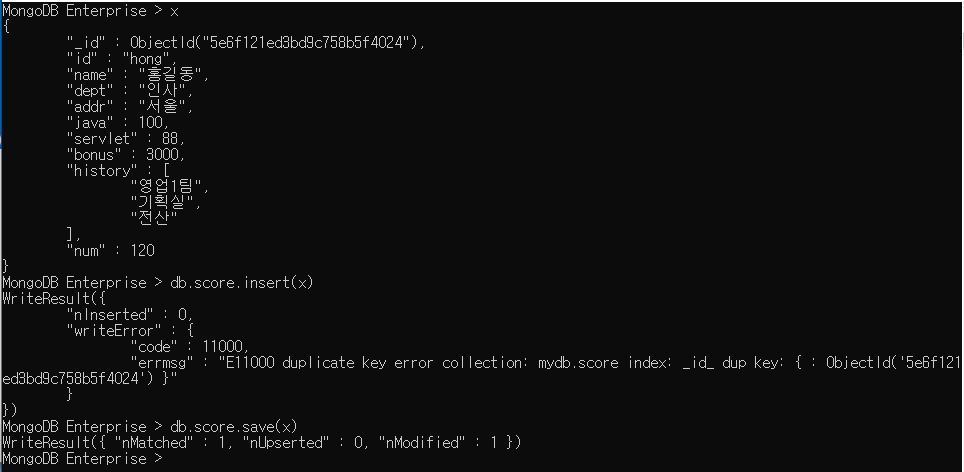 MongoDB Enterprise > x
{
        "_id" : ObjectId("5e6f121ed3bd9c758b5f4024"),
        "id" : "hong",
        "name" : "홍길동",
        "dept" : "인사",
        "addr" : "서울",
        "java" : 100,
        "servlet" : 88,
        "bonus" : 3000,
        "history" : [
                "영업1팀",
                "기획실",
                "전산"
        ],
        "num" : 120
}
MongoDB Enterprise > db.score.insert(x)
WriteResult({
        "nInserted" : 0,
        "writeError" : {
                "code" : 11000,
                "errmsg" : "E11000 duplicate key error collection: mydb.score index: _id_ dup key: { : ObjectId('5e6f121
ed3bd9c758b5f4024') }"
        }
})
MongoDB Enterprise > db.score.save(x)
WriteResult({ "nMatched" : 1, "nUpserted" : 0, "nModified" : 1 })
MongoDB Enterprise >